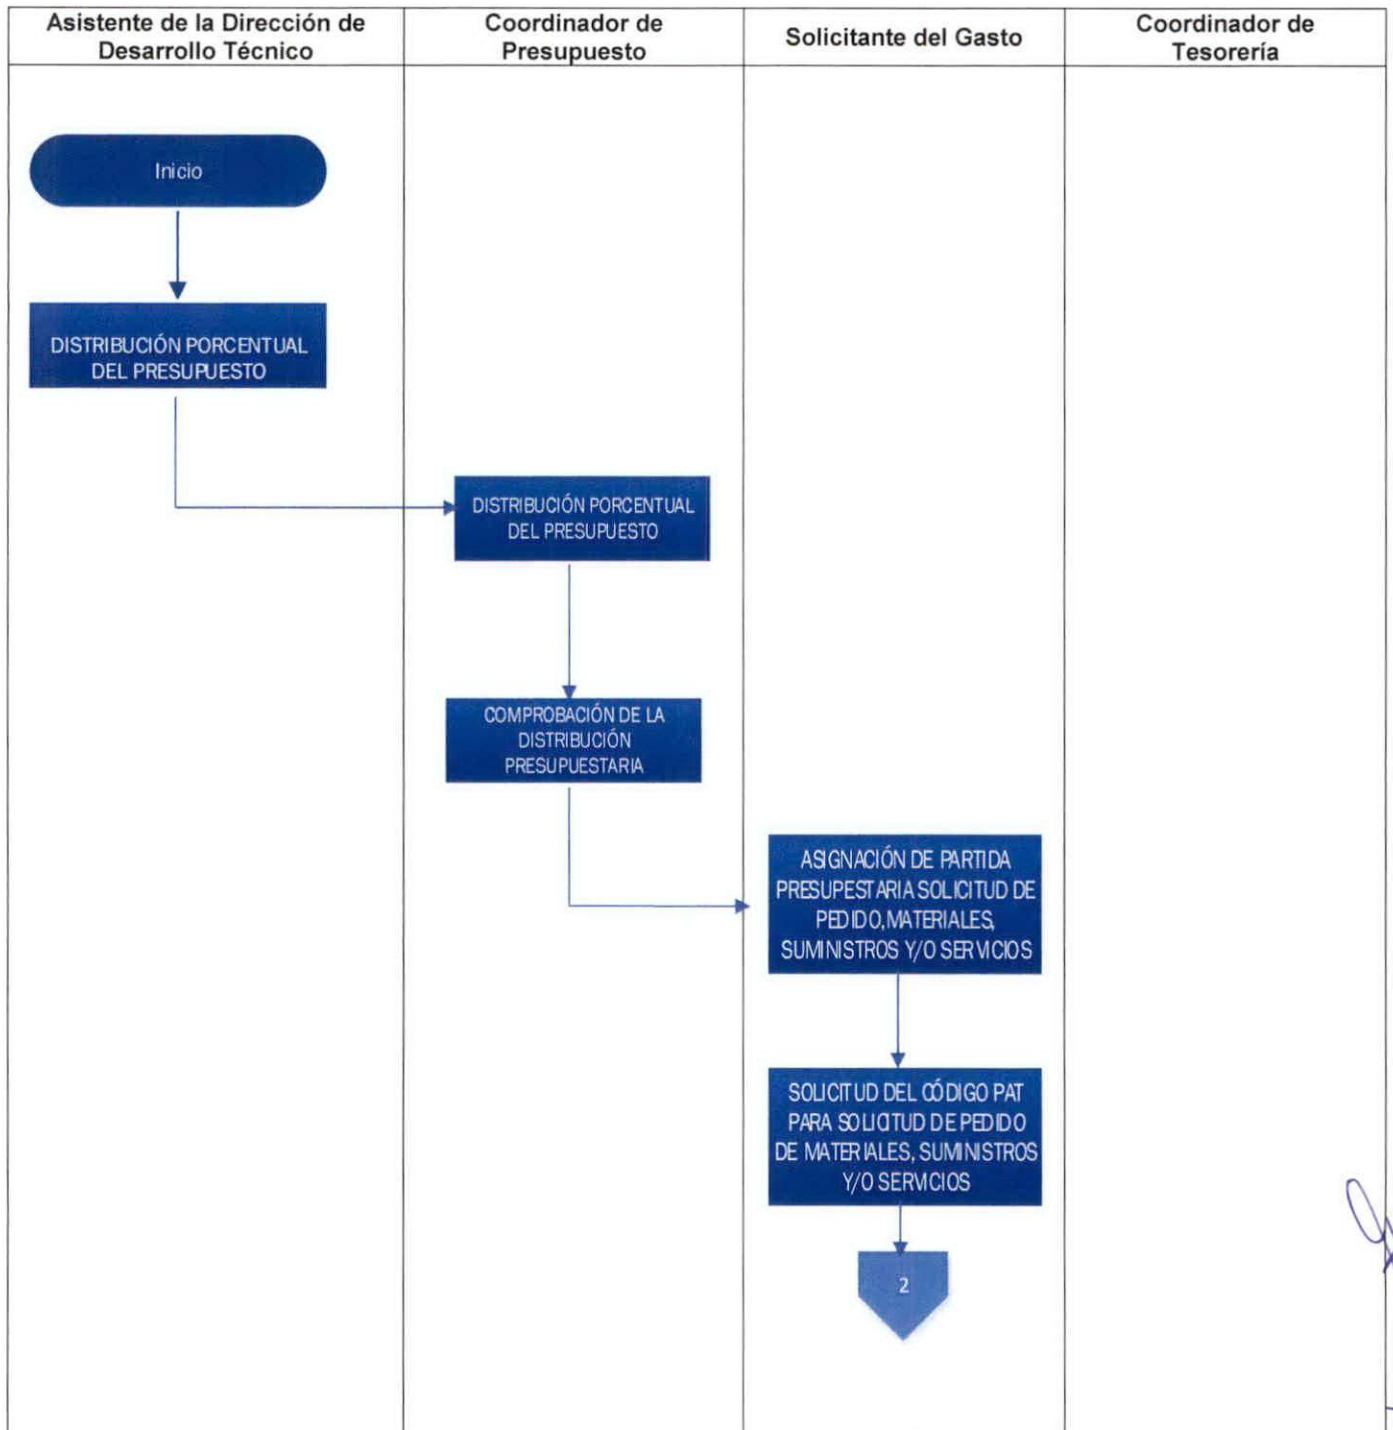 Asistente de la Dirección de
Desarrollo Técnico
Coordinador de
Presupuesto
Solicitante del Gasto
Coordinador de
Tesorería
Inicio
DISTRIBUCIÓN PORCENTUAL
DEL PRESUPUESTO
DISTRIBUCIÓN PORCENTUAL
DEL PRESUPUESTO
COMPROBACIÓN DE LA
DISTRIBUCIÓN
PRESUPUESTARIA
ASIGNACIÓN DE PARTIDA
PRESUPESTARIA SOLICITUD DE
PEDIDO, MATERIALES,
SUMINISTROS Y/O SERVICIOS
SOLICITUD DEL CÓDIGO PAT
PARA SOLICITUD DE PEDIDO
DE MATERIALES, SUMINISTROS
Y/O SERVICIOS
2